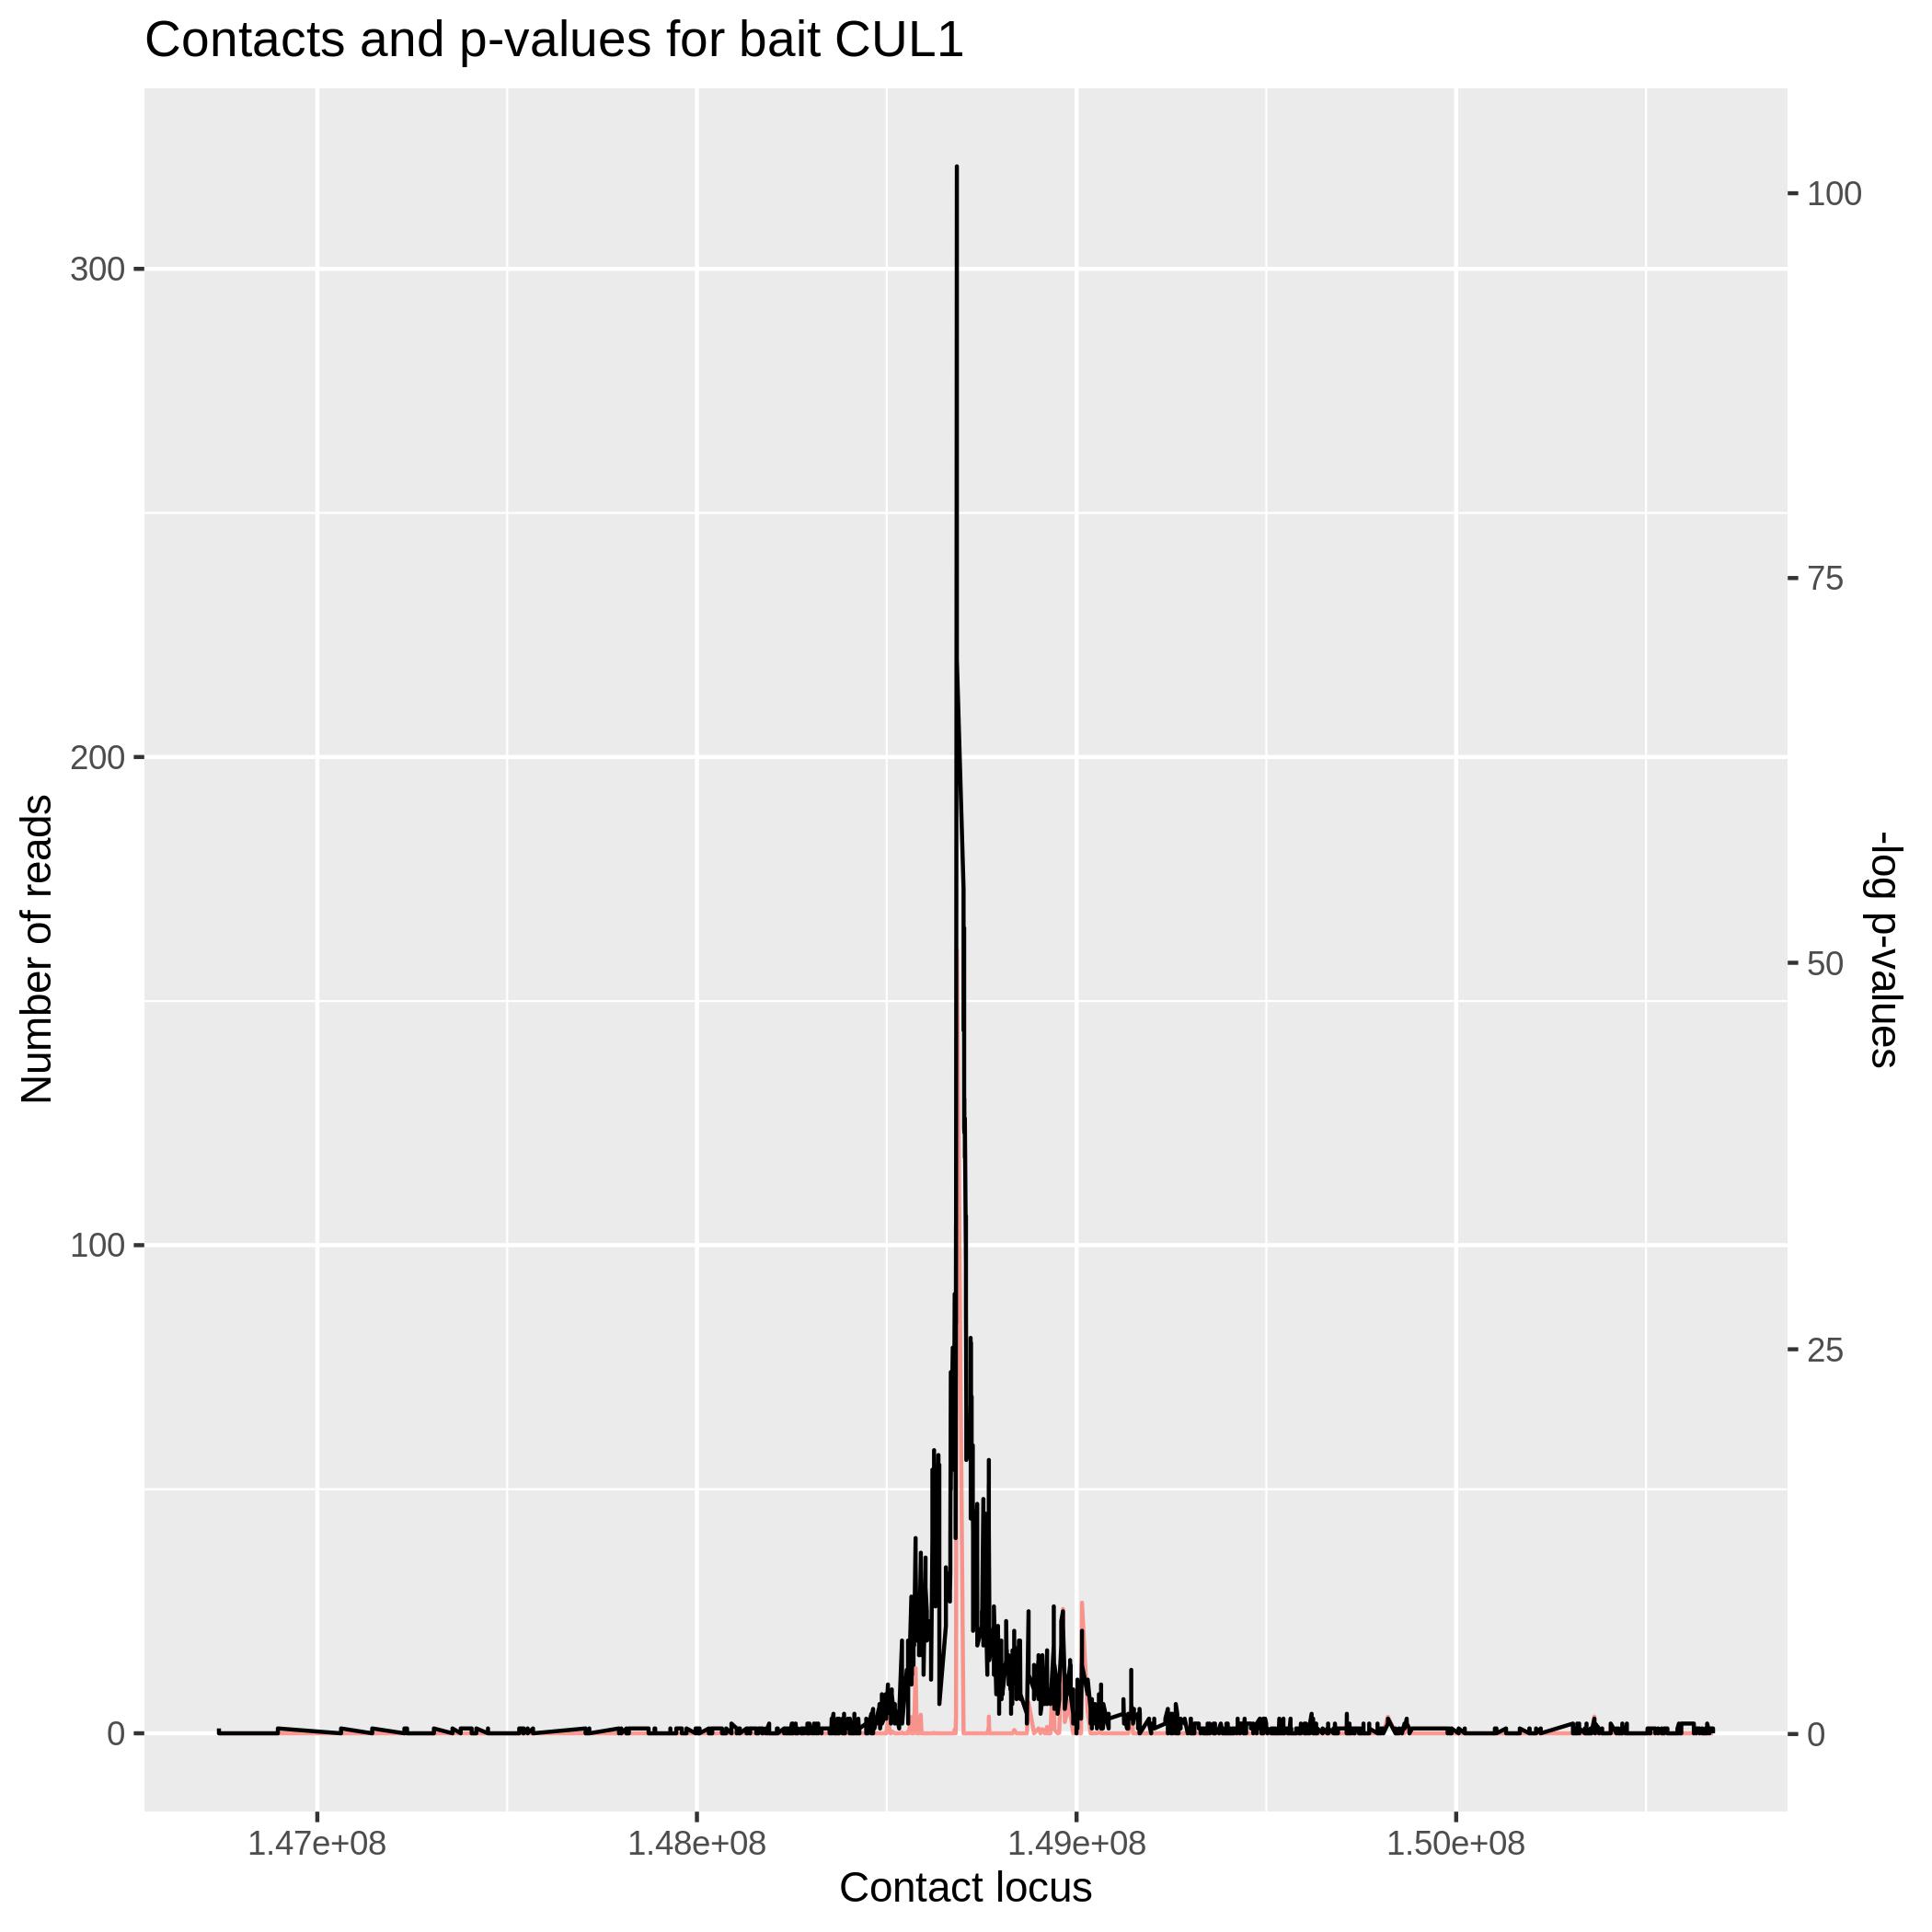 Contacts and p-values for bait CUL1
Number of reads
300
200
100
0
100
75
50
25
0
-log p-values
1.47e+08
1.48e+08
1.49e+08
1.50e+08
Contact locus